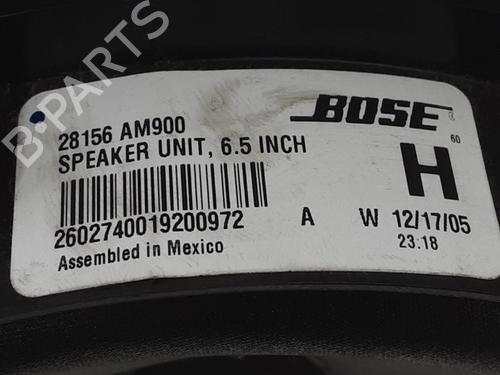 B-PARTS
28156 AM900
BOSE
SPEAKER UNIT, 6.5 INCH
60
H
2602740019200972
A W 12/17/05
Assembled in Mexico
23:18